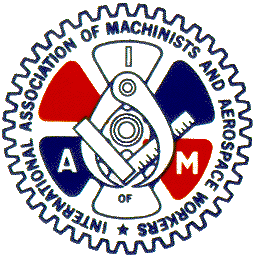 INTERNATIONAL ASSOCIATION OF MACHINISTS AND AEROSPACE WORKERS ★
I
A M
OF